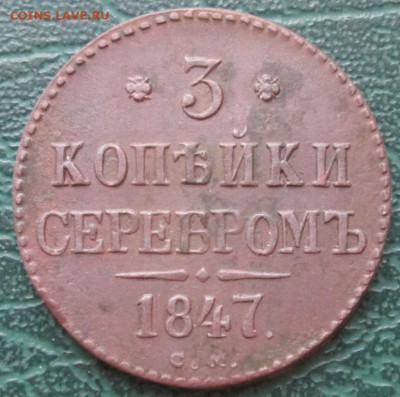 COINS.LAVE.RU
3
КОПѢЙКИ
СЕРЕБРОМЪ
1847.
С. М.